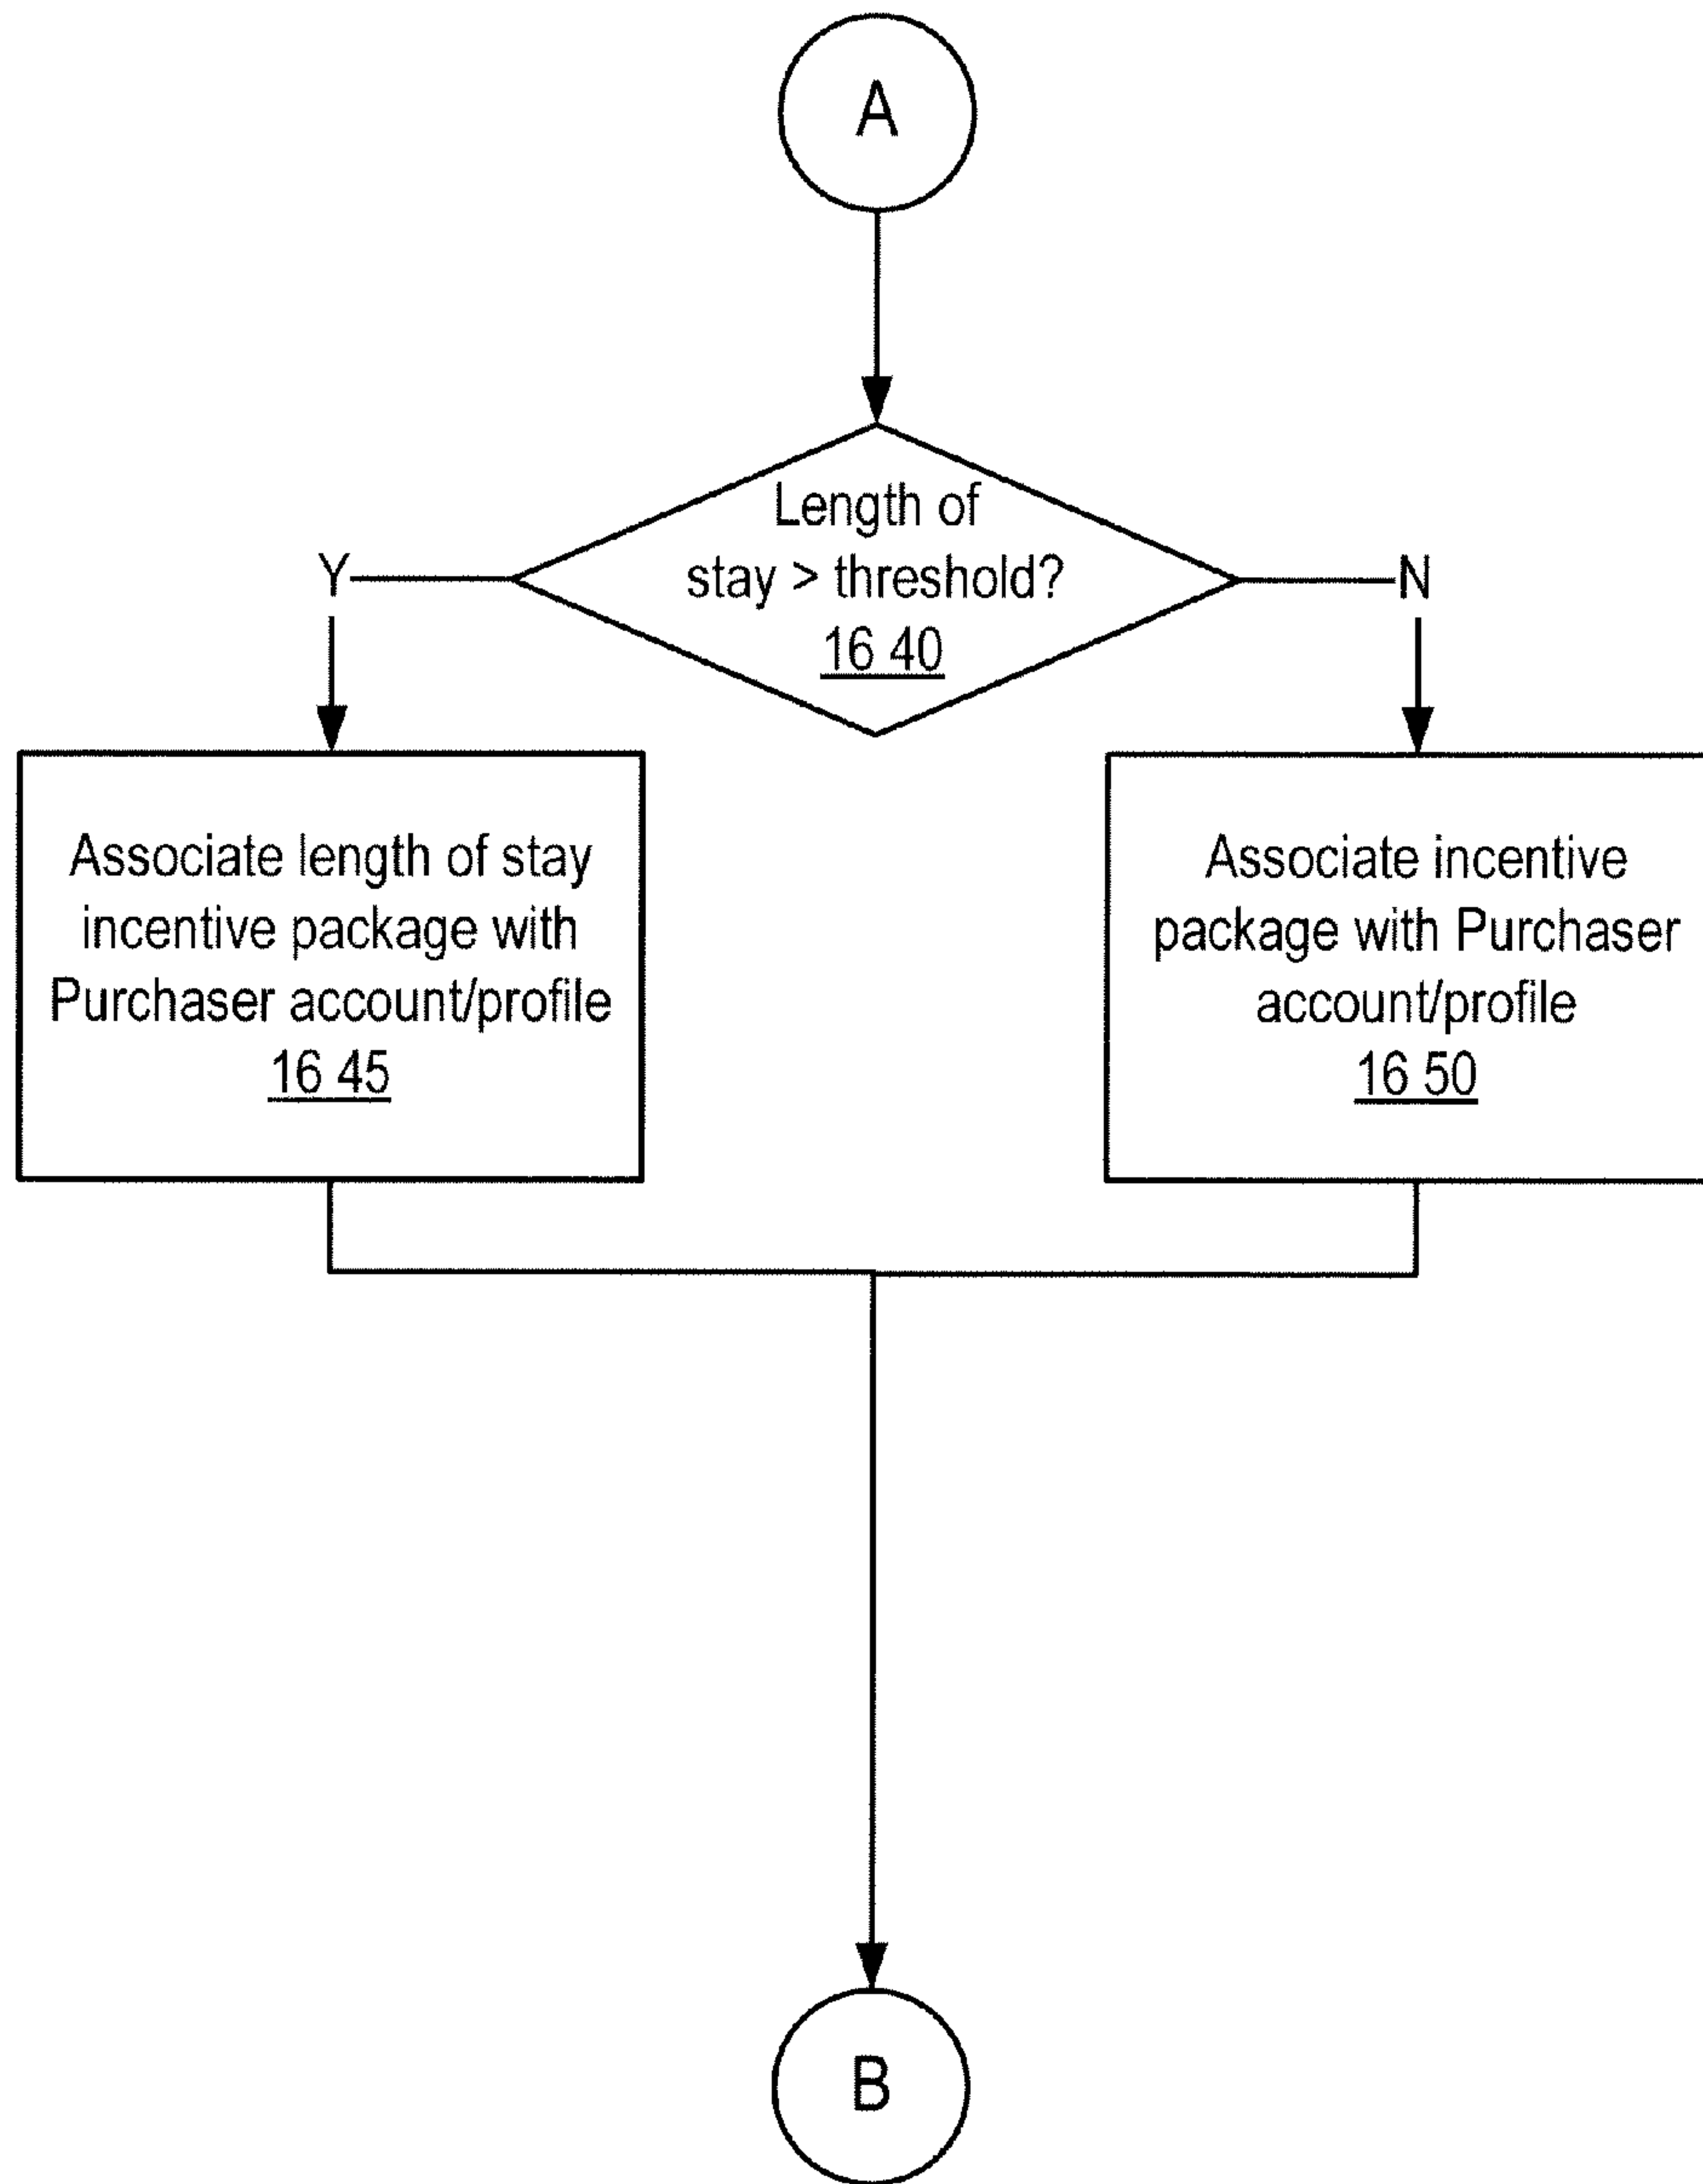 A
Length of
stay > threshold?
16 40
Y
N
Associate length of stay
incentive package with
Purchaser account/profile
16 45
Associate incentive
package with Purchaser
account/profile
16 50
B